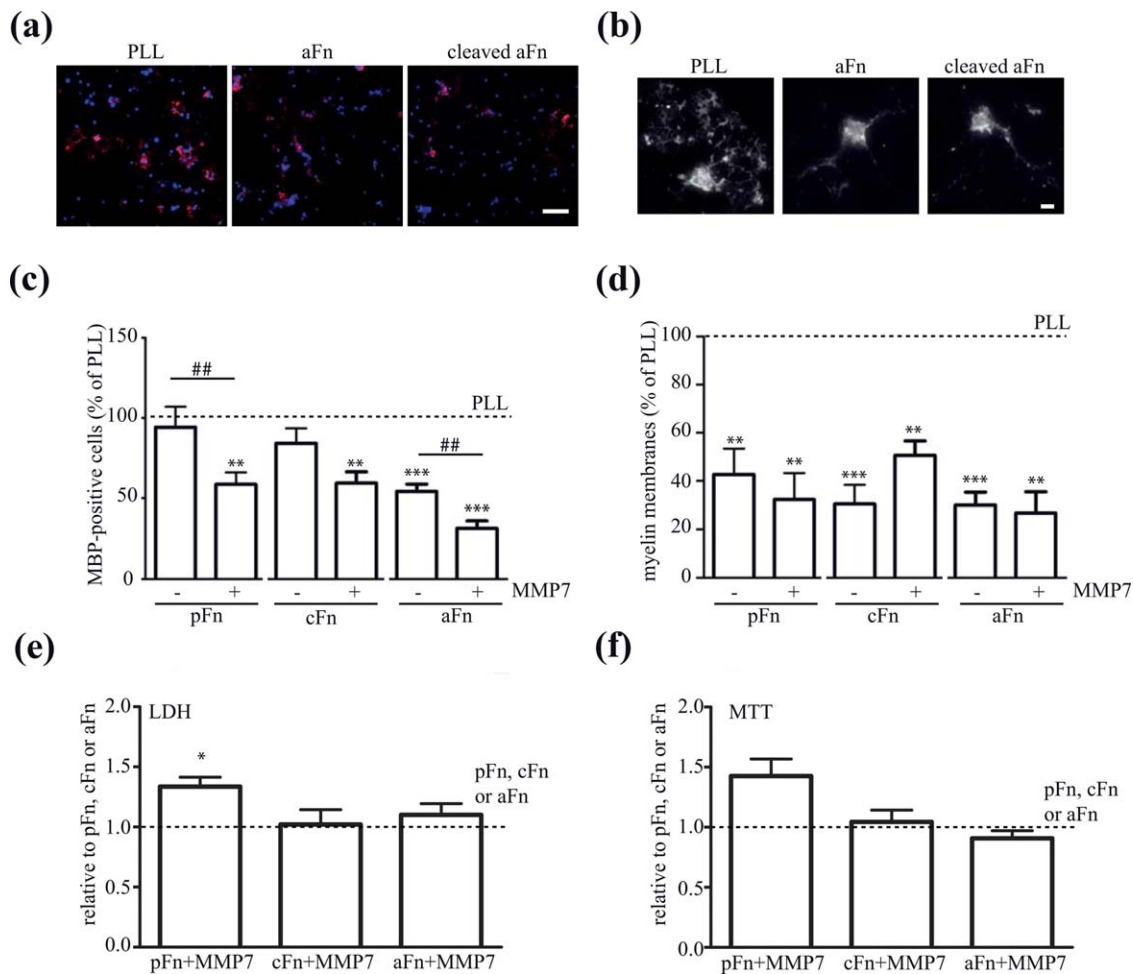 (a)
PLL aFn cleaved aFn
(b)
PLL aFn cleaved aFn
(c)
MBP-positive cells (% of PLL)
150
100
50
0
##
PLL
**
**
***
##
***
- + - + - + MMP7
pFn cFn aFn
(d)
myelin membranes (% of PLL)
100
80
60
40
20
0
PLL
**
**
***
**
***
**
- + - + - + MMP7
pFn cFn aFn
(e)
relative to pFn, cFn or aFn
2.0
1.5
1.0
0.5
0.0
LDH
*
pFn, cFn
or aFn
pFn+MMP7 cFn+MMP7 aFn+MMP7
(f)
relative to pFn, cFn or aFn
2.0
1.5
1.0
0.5
0.0
MTT
pFn, cFn
or aFn
pFn+MMP7 cFn+MMP7 aFn+MMP7